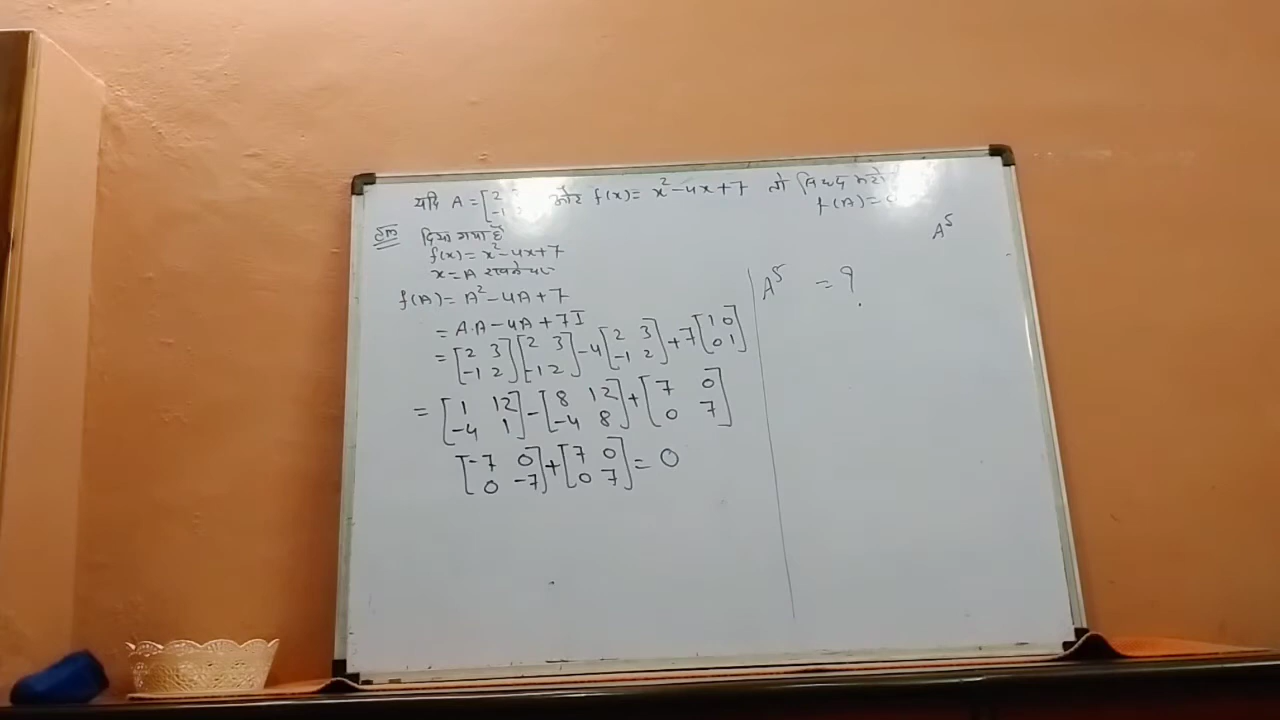 यदि A = [2
-1 और f(x) = x² - 4x + 7 तो सिद्ध करो
f(A) =
A⁵
हल दिया गया है
f(x) = x² - 4x + 7
x = A रखने पर
f(A) = A² - 4A + 7
= A.A - 4A + 7I
= [2 3 -1 2] [2 3 -1 2] - 4 [2 3 -1 2] + 7 [1 0 0 1]
= [1 12 -4 1] - [8 12 -4 8] + [7 0 0 7]
[-7 0 0 -7] + [7 0 0 7] = 0
A⁵ = ?